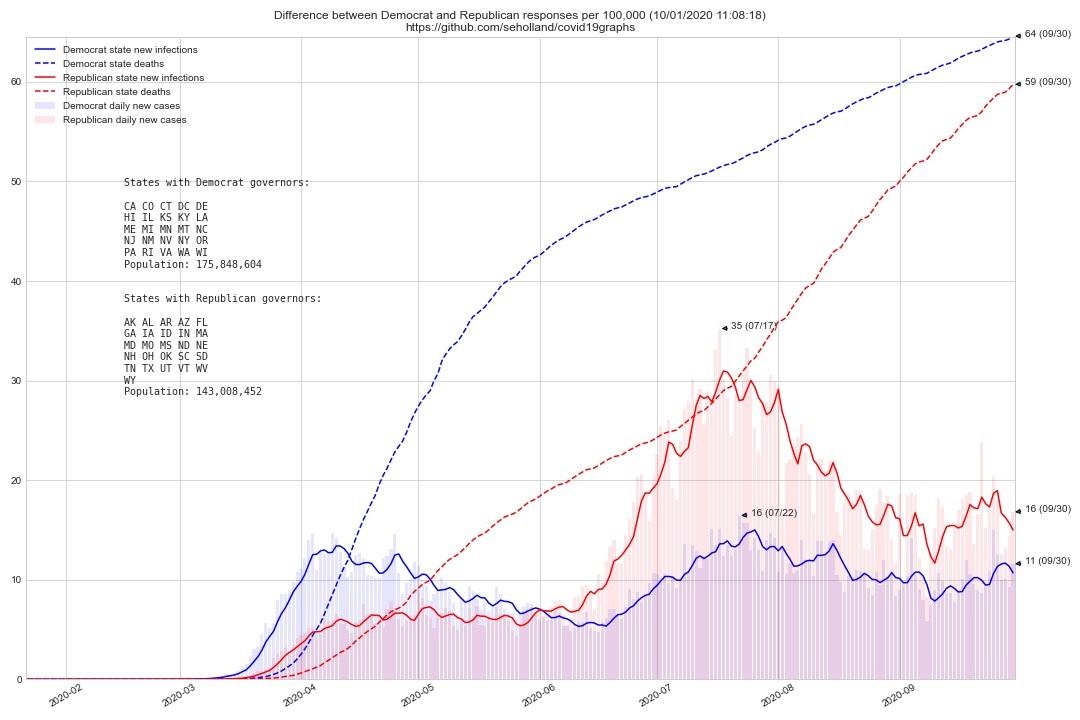 Difference between Democrat and Republican responses per 100,000 (10/01/2020 11:08:18)
https://github.com/seholland/covid19graphs
Democrat state new infections
Democrat state deaths
Republican state new infections
Republican state deaths
Democrat daily new cases
Republican daily new cases
64 (09/30)
59 (09/30)
60
50
40
30
20
10
0
States with Democrat governors:
CA CO CT DC DE
HI IL KS KY LA
ME MI MN MT NC
NJ NM NV NY OR
PA RI VA WA WI
Population: 175,848,604
States with Republican governors:
AK AL AR AZ FL
GA IA ID IN MA
MD MO MS ND NE
NH OH OK SC SD
TN TX UT VT WV
WY
Population: 143,008,452
35 (07/17)
16 (07/22)
16 (09/30)
11 (09/30)
2020-02
2020-03
2020-04
2020-05
2020-06
2020-07
2020-08
2020-09